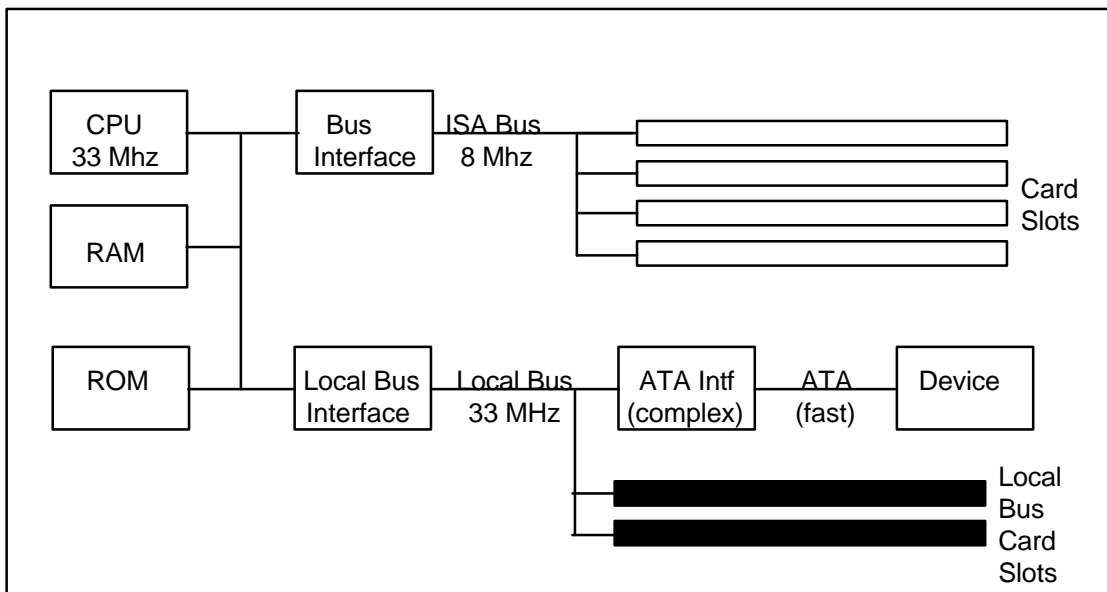 CPU
33 Mhz
Bus
Interface
ISA Bus
8 Mhz
Card
Slots
RAM
ROM
Local Bus
Interface
Local Bus
33 MHz
ATA Intf
(complex)
ATA
(fast)
Device
Local
Bus
Card
Slots